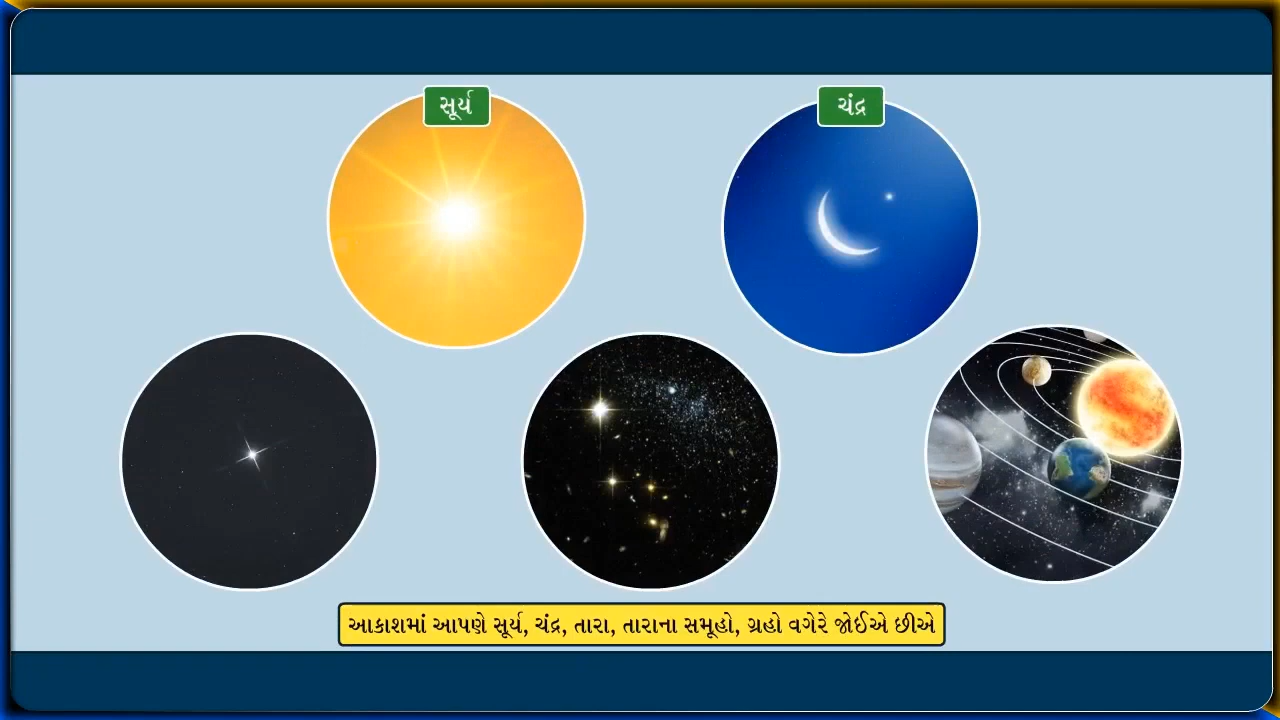 સૂર્ય
ચંદ્ર
આકાશમાં આપણે સૂર્ય, ચંદ્ર, તારા, તારાના સમૂહો, ગ્રહો વગેરે જોઈએ છીએ